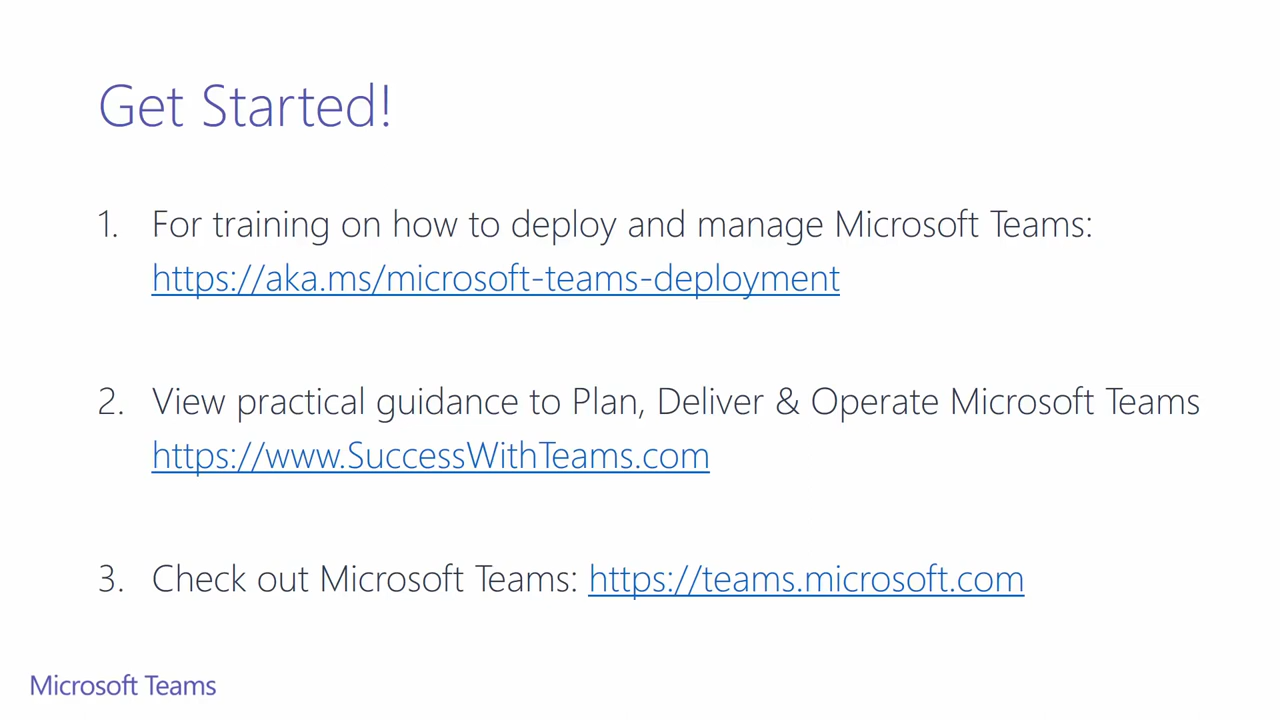 Get Started!
1. For training on how to deploy and manage Microsoft Teams:
https://aka.ms/microsoft-teams-deployment
2. View practical guidance to Plan, Deliver & Operate Microsoft Teams
https://www.SuccessWithTeams.com
3. Check out Microsoft Teams: https://teams.microsoft.com
Microsoft Teams